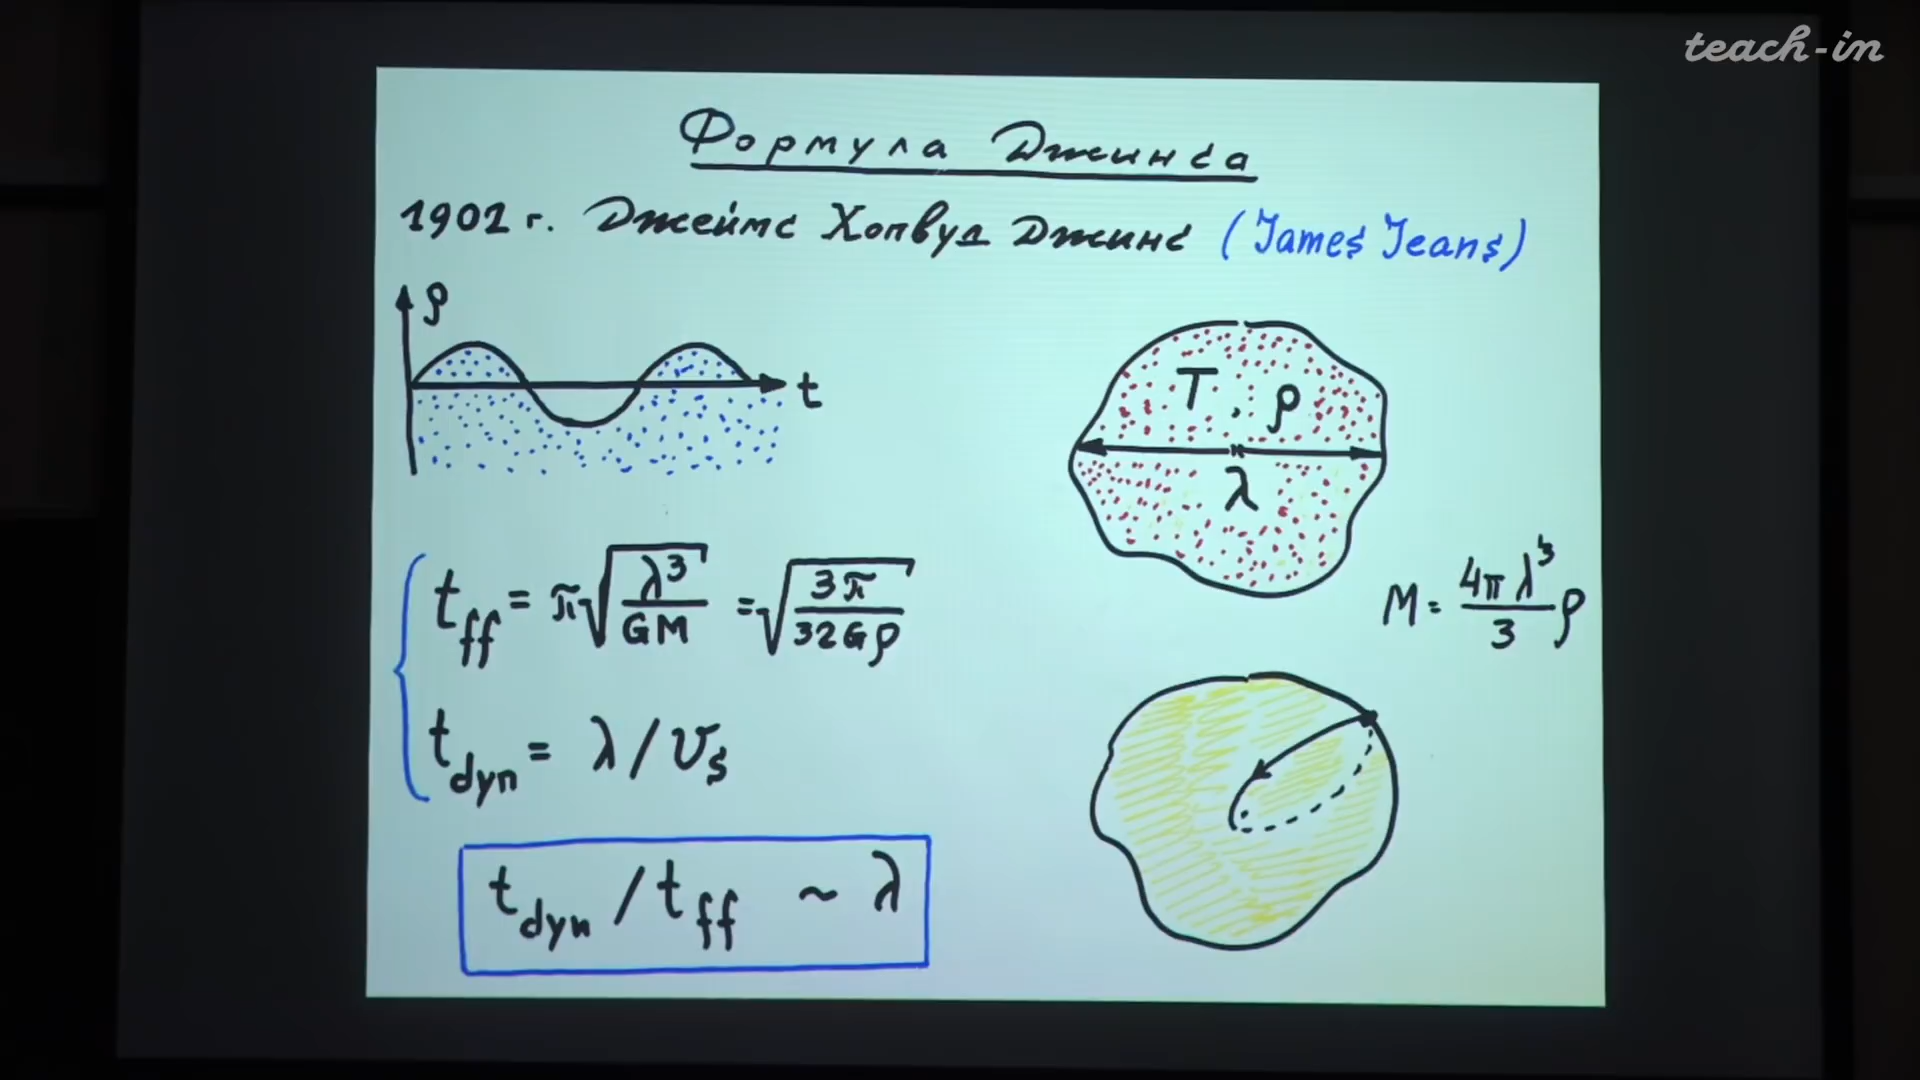 teach-in
Формула Джинса
1902 г. Джеймс Хопвуд Джинс (James Jeans)
ρ
t
T, ρ
λ
t_ff = π√(λ³/GM) = √(3π/32Gρ)
M = 4πλ³/3 ρ
t_dyn = λ/v_s
t_dyn / t_ff ~ λ